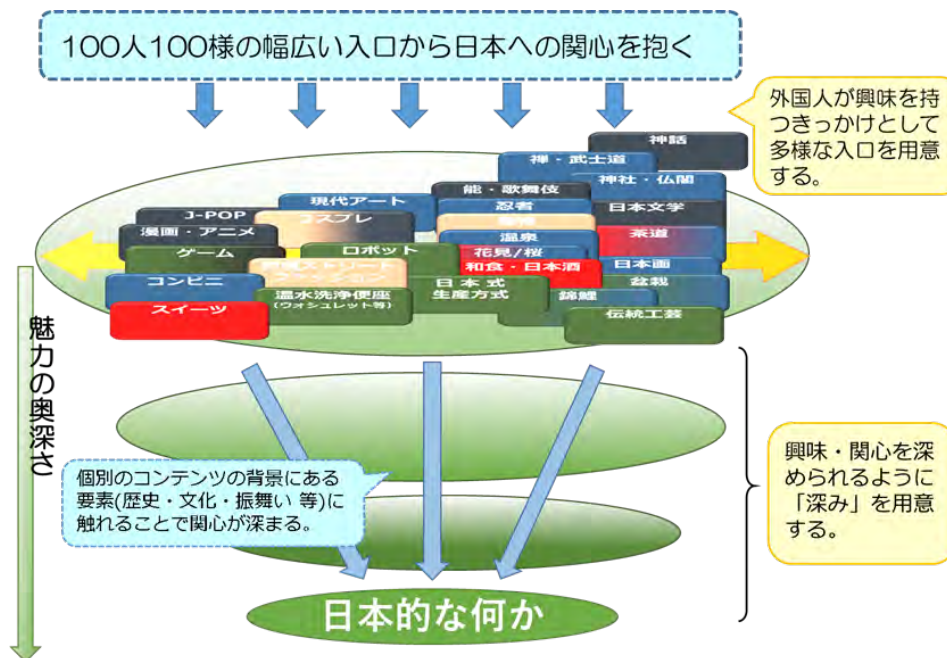 100人100様の幅広い入口から日本への関心を抱く
外国人が興味を持
つきっかけとして
多様な入口を用意
する。
神話
禅・武士道
神社・仏閣
能・歌舞伎
現代アート
忍者
日本文学
J-POP
コスプレ
漫画・アニメ
温泉
茶道
ゲーム
ロボット
花見/桜
和食・日本酒
日本画
コンビニ
日本式
生産方式
盆栽
温水洗浄便座
(ウォシュレット等)
錦鯉
スイーツ
伝統工芸
魅力の奥深さ
個別のコンテンツの背景にある
要素(歴史・文化・振舞い 等)に
触れることで関心が深まる。
興味・関心を深
められるように
「深み」を用意
する。
日本的な何か